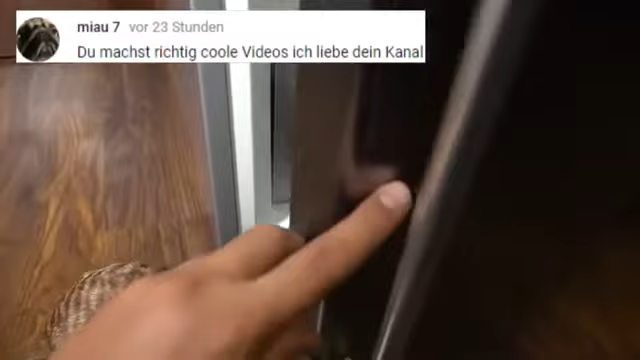 miau 7 vor 23 Stunden
Du machst richtig coole Videos ich liebe dein Kanal